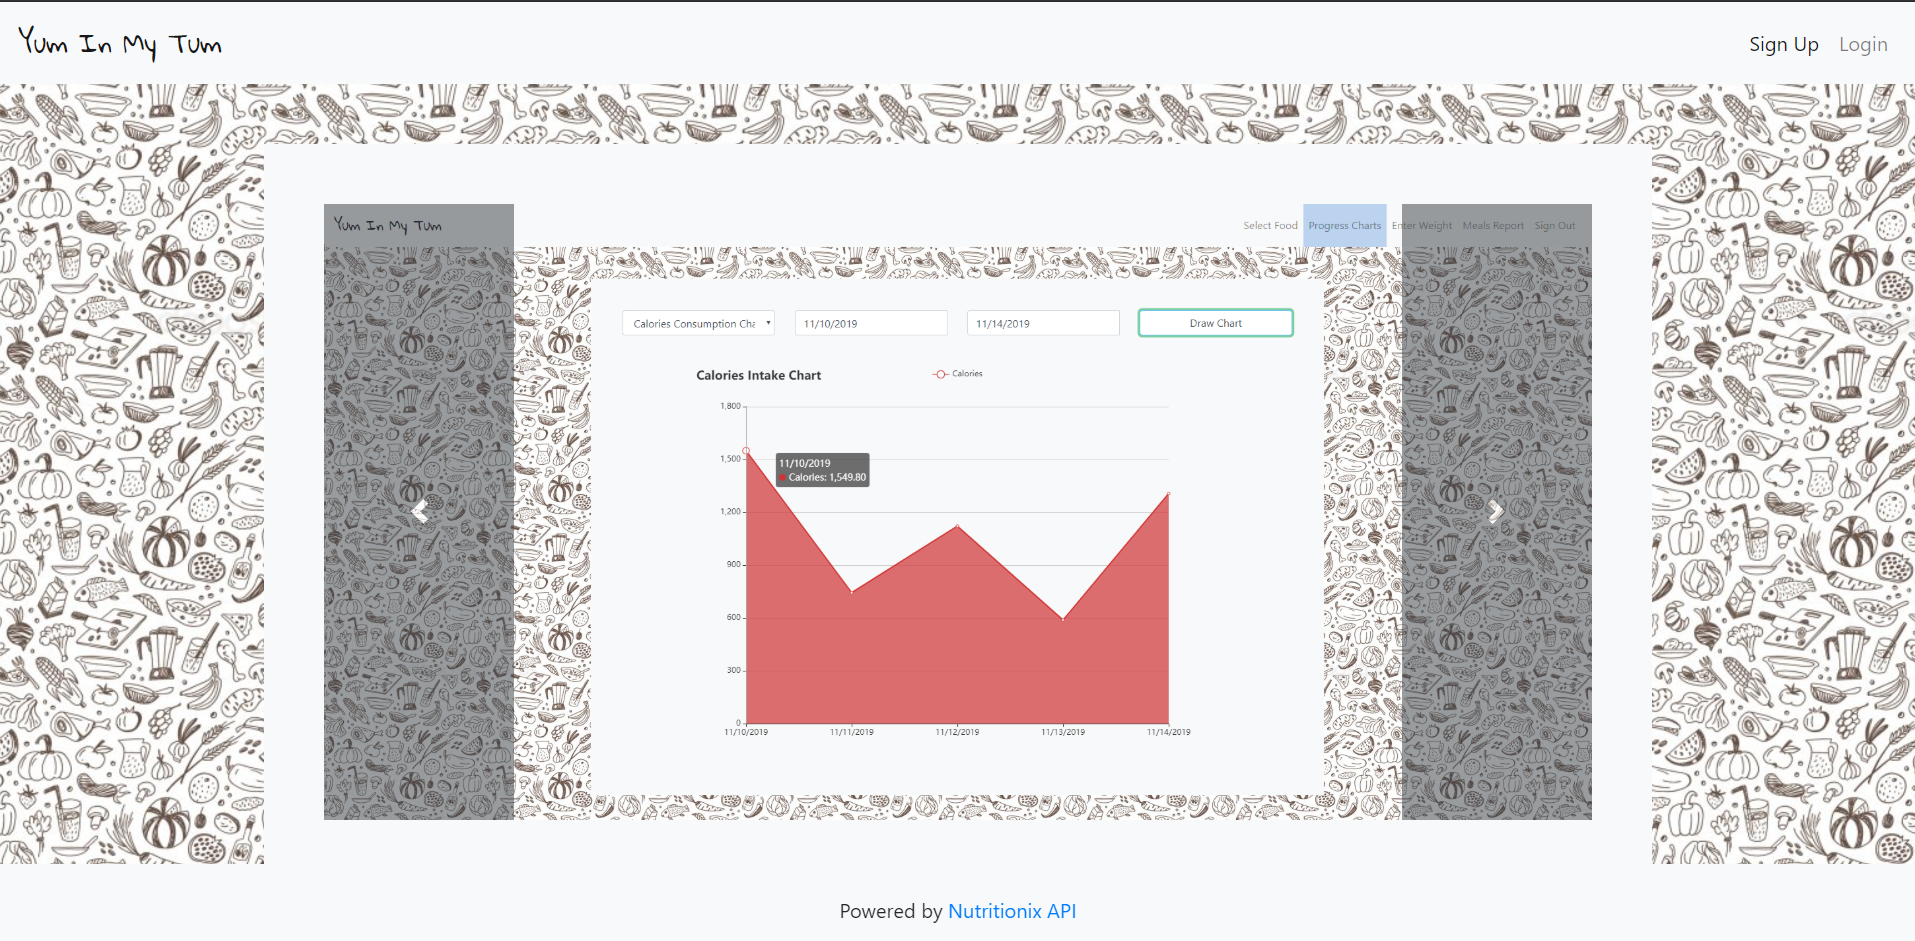 Yum In My Tum
Sign Up Login
Yum In My Tum
Select Food Progress Charts Enter Weight Meals Report Sign Out
Calories Consumption Cha 11/10/2019 11/14/2019 Draw Chart
Calories Intake Chart Calories
1,800
1,500
1,200
900
600
300
0
11/10/2019
Calories: 1,549.80
11/10/2019 11/11/2019 11/12/2019 11/13/2019 11/14/2019
Powered by Nutritionix API